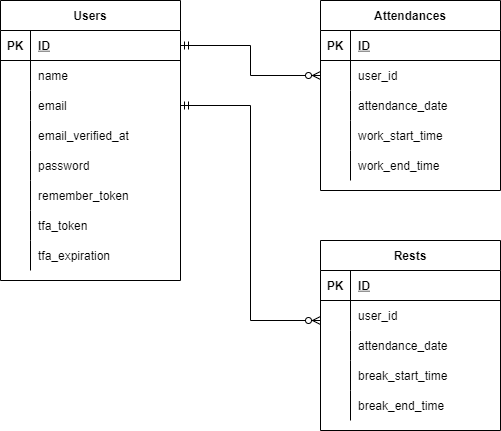 Users
PK ID
name
email
email_verified_at
password
remember_token
tfa_token
tfa_expiration
Attendances
PK ID
user_id
attendance_date
work_start_time
work_end_time
Rests
PK ID
user_id
attendance_date
break_start_time
break_end_time